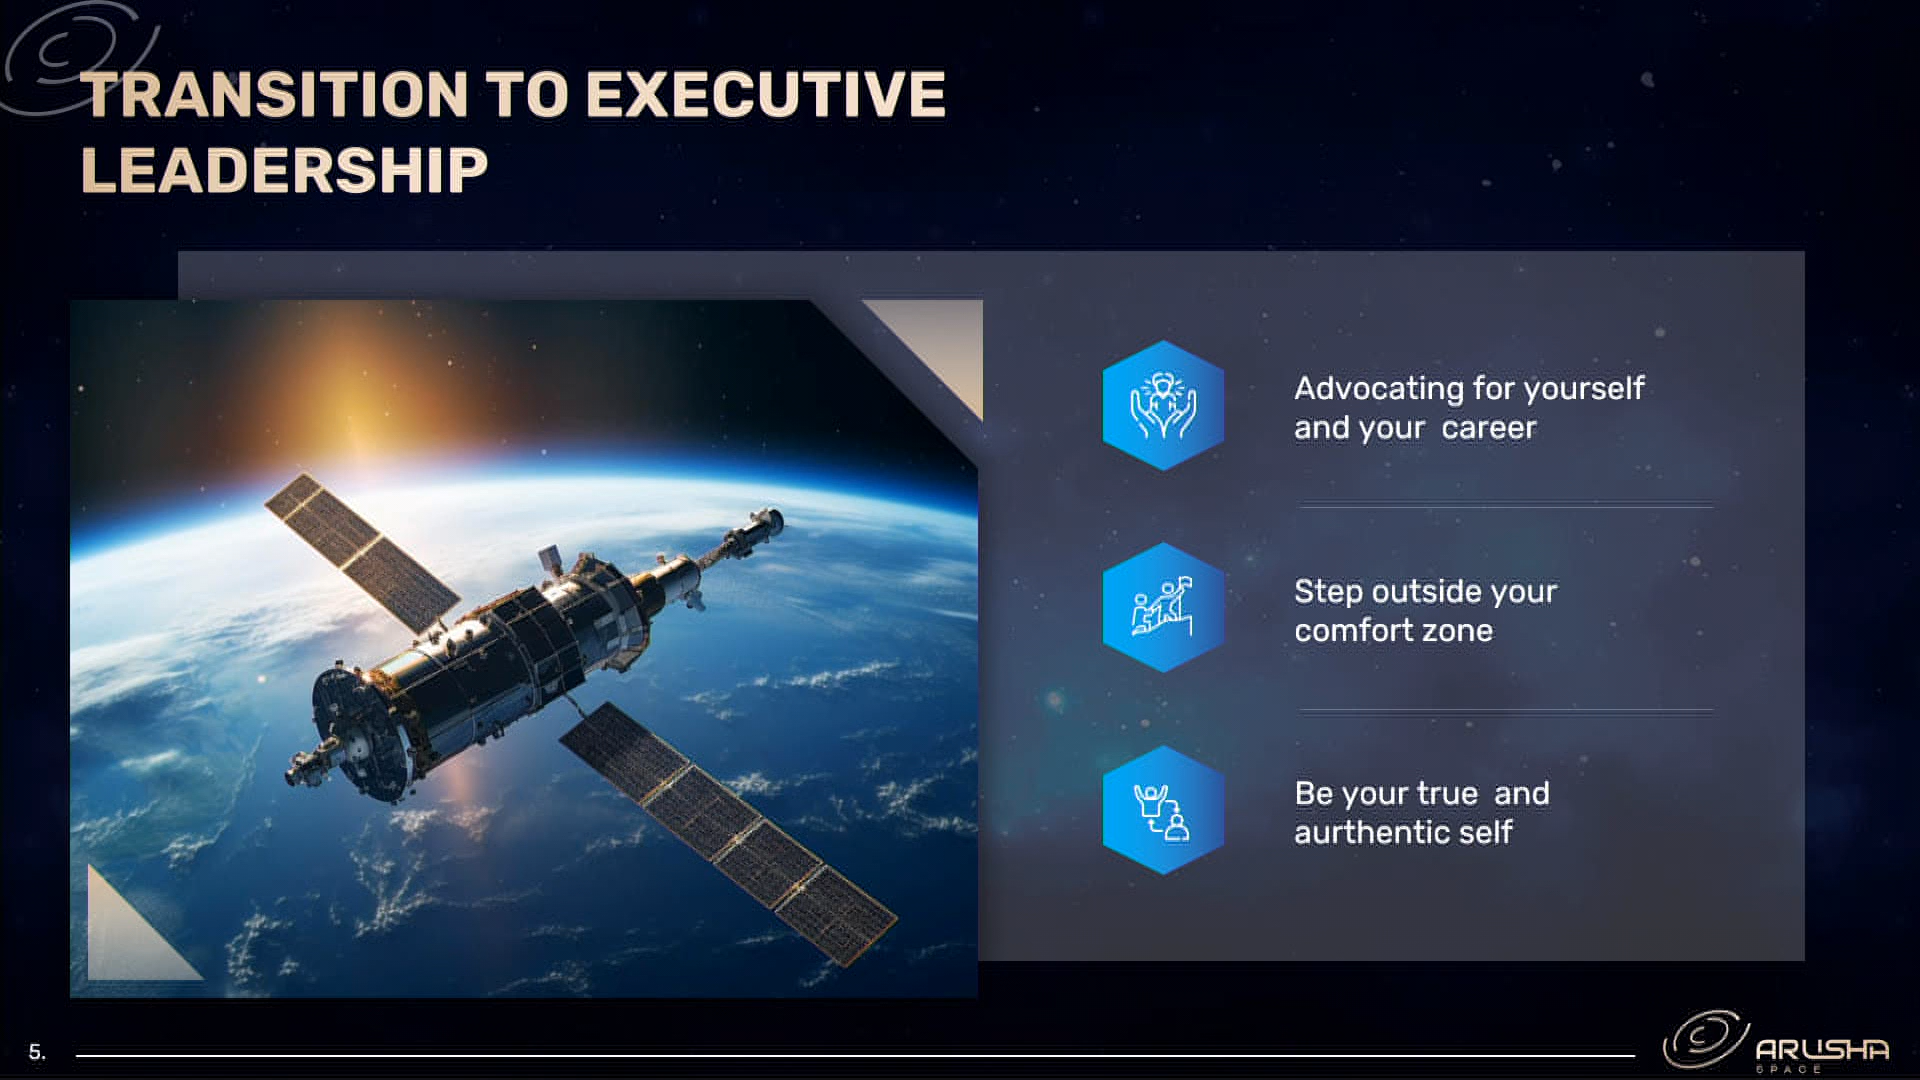 TRANSITION TO EXECUTIVE
LEADERSHIP
Advocating for yourself
and your  career
Step outside your
comfort zone
Be your true  and
aurthentic self
5.
ARUSHA
SPACE